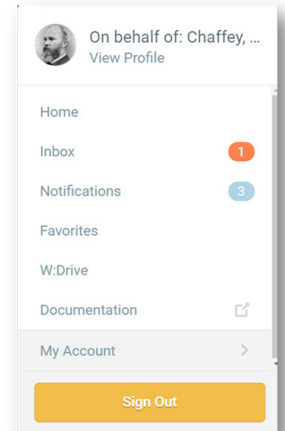 On behalf of: Chaffey, ...
View Profile
Home
Inbox 1
Notifications 3
Favorites
W:Drive
Documentation
My Account
Sign Out